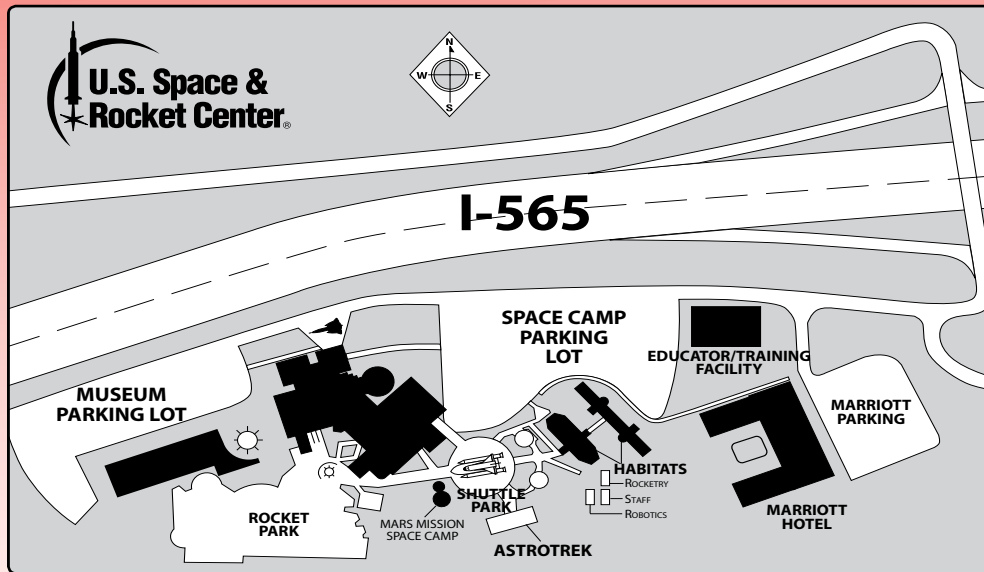 U.S. Space &
Rocket Center®
N
W E
S
I-565
SPACE CAMP
PARKING
LOT
EDUCATOR/TRAINING
FACILITY
MUSEUM
PARKING LOT
MARRIOTT
PARKING
HABITATS
ROCKETRY
STAFF
ROBOTICS
SHUTTLE
PARK
MARS MISSION
SPACE CAMP
ROCKET
PARK
MARRIOTT
HOTEL
ASTROTREK